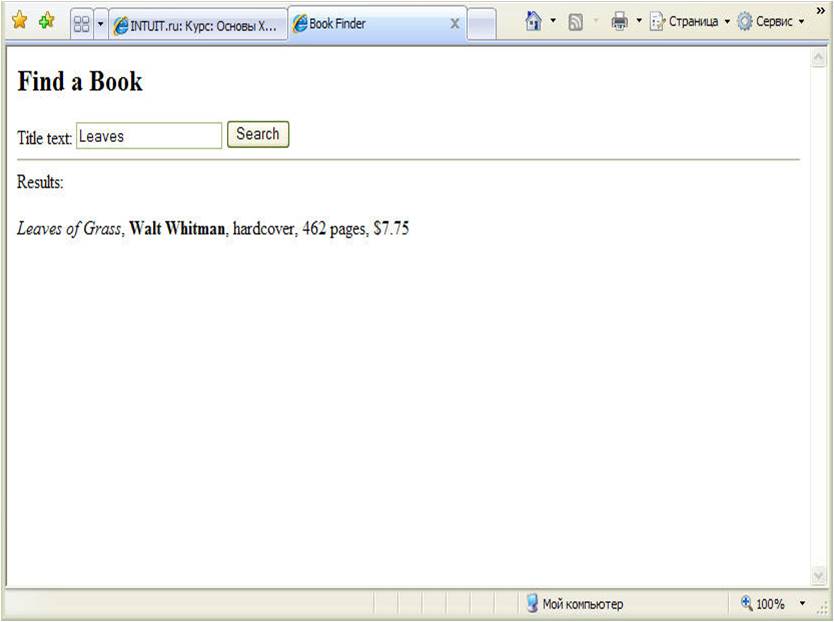 INTUIT.ru: Курс: Основы X... Book Finder X Страница Сервис »
Find a Book
Title text: Leaves Search
Results:
Leaves of Grass, Walt Whitman, hardcover, 462 pages, $7.75
Мой компьютер 100%